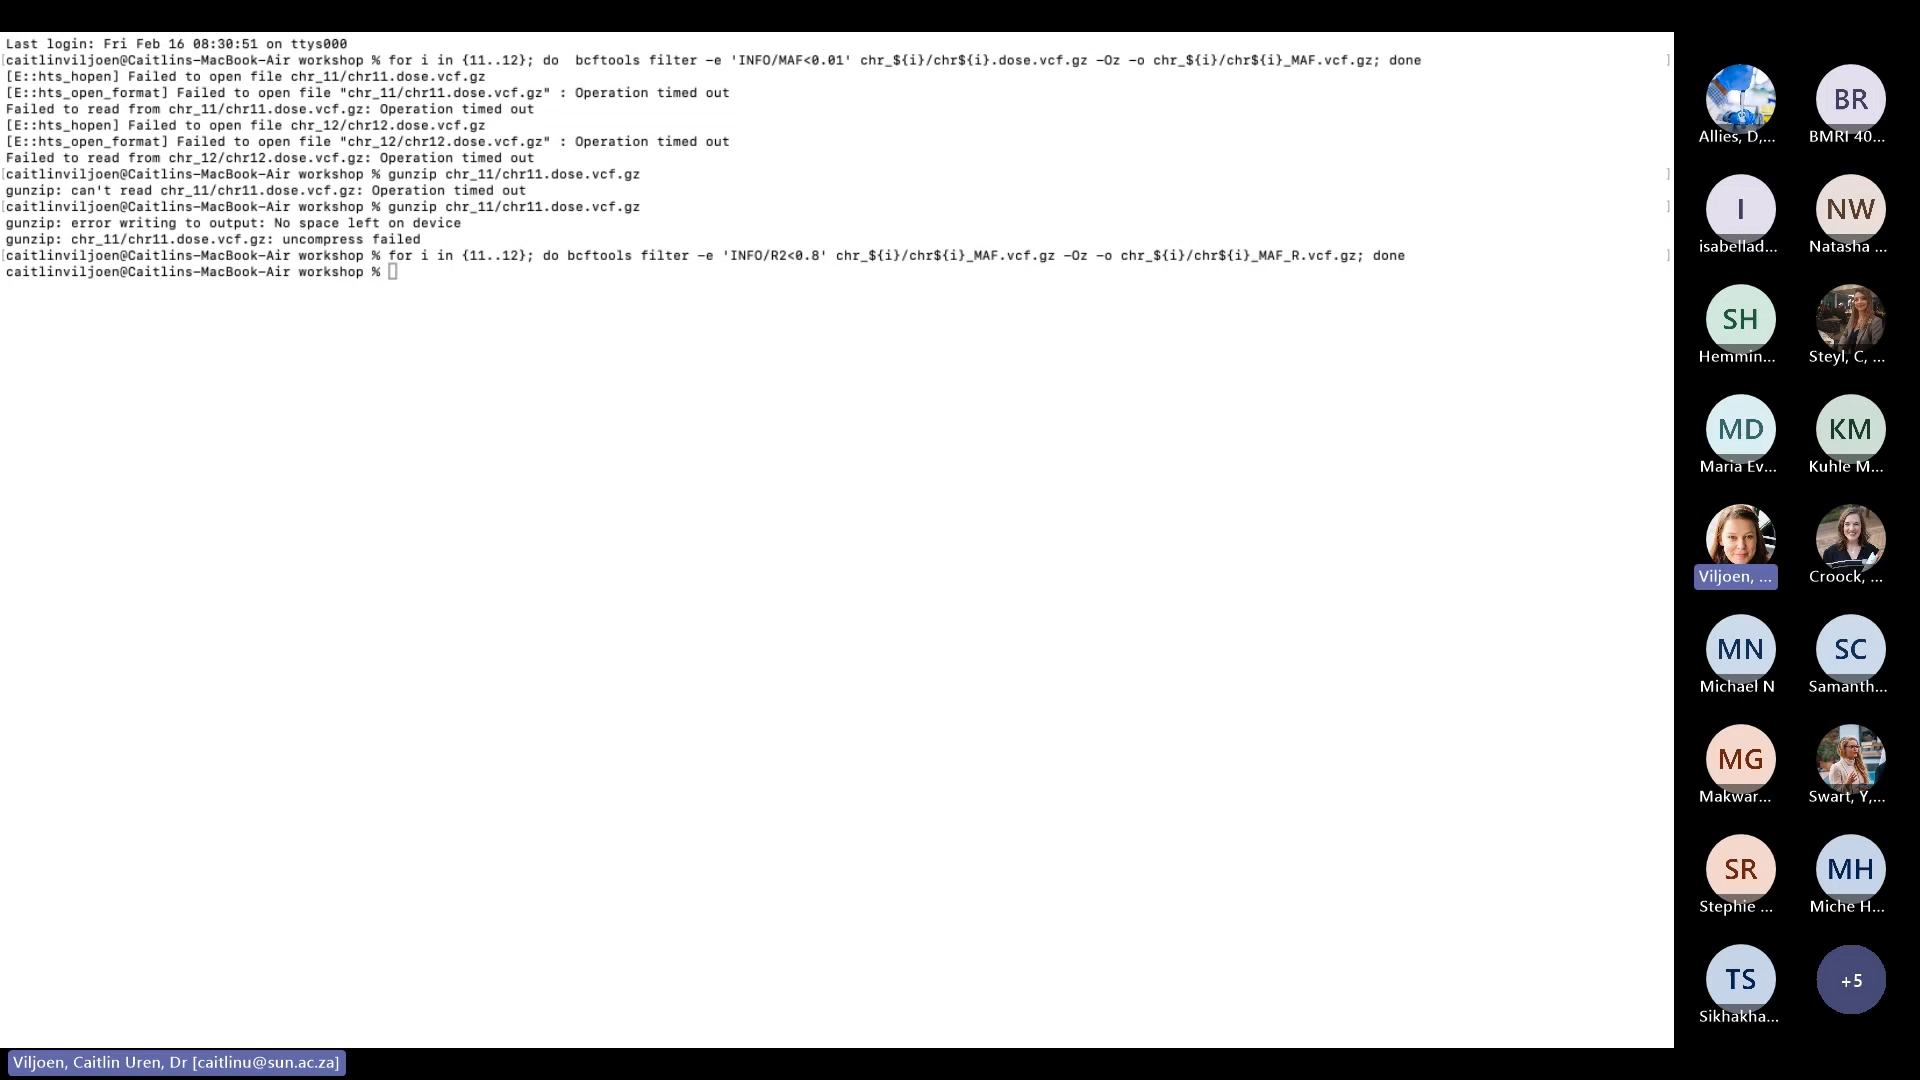 Last login: Fri Feb 16 08:30:51 on ttys000
[caitlinviljoen@Caitlins-MacBook-Air workshop % for i in {11..12}; do  bcftools filter -e 'INFO/MAF<0.01' chr_${i}/chr${i}.dose.vcf.gz -Oz -o chr_${i}/chr${i}_MAF.vcf.gz; done ]
[E::hts_hopen] Failed to open file chr_11/chr11.dose.vcf.gz
[E::hts_open_format] Failed to open file "chr_11/chr11.dose.vcf.gz" : Operation timed out
Failed to read from chr_11/chr11.dose.vcf.gz: Operation timed out
[E::hts_hopen] Failed to open file chr_12/chr12.dose.vcf.gz
[E::hts_open_format] Failed to open file "chr_12/chr12.dose.vcf.gz" : Operation timed out
Failed to read from chr_12/chr12.dose.vcf.gz: Operation timed out
[caitlinviljoen@Caitlins-MacBook-Air workshop % gunzip chr_11/chr11.dose.vcf.gz ]
gunzip: can't read chr_11/chr11.dose.vcf.gz: Operation timed out
[caitlinviljoen@Caitlins-MacBook-Air workshop % gunzip chr_11/chr11.dose.vcf.gz ]
gunzip: error writing to output: No space left on device
gunzip: chr_11/chr11.dose.vcf.gz: uncompress failed
[caitlinviljoen@Caitlins-MacBook-Air workshop % for i in {11..12}; do bcftools filter -e 'INFO/R2<0.8' chr_${i}/chr${i}_MAF.vcf.gz -Oz -o chr_${i}/chr${i}_MAF_R.vcf.gz; done ]
caitlinviljoen@Caitlins-MacBook-Air workshop %
BR
Allies, D,...
BMRI 40...
I
NW
isabellad...
Natasha ...
SH
Hemmin...
Steyl, C, ...
MD
KM
Maria Ev...
Kuhle M...
Viljoen, ...
Croock, ...
MN
SC
Michael N
Samanth...
MG
Makwar...
Swart, Y,...
SR
MH
Stephie ...
Miche H...
TS
+5
Sikhakha...
Viljoen, Caitlin Uren, Dr [caitlinu@sun.ac.za]